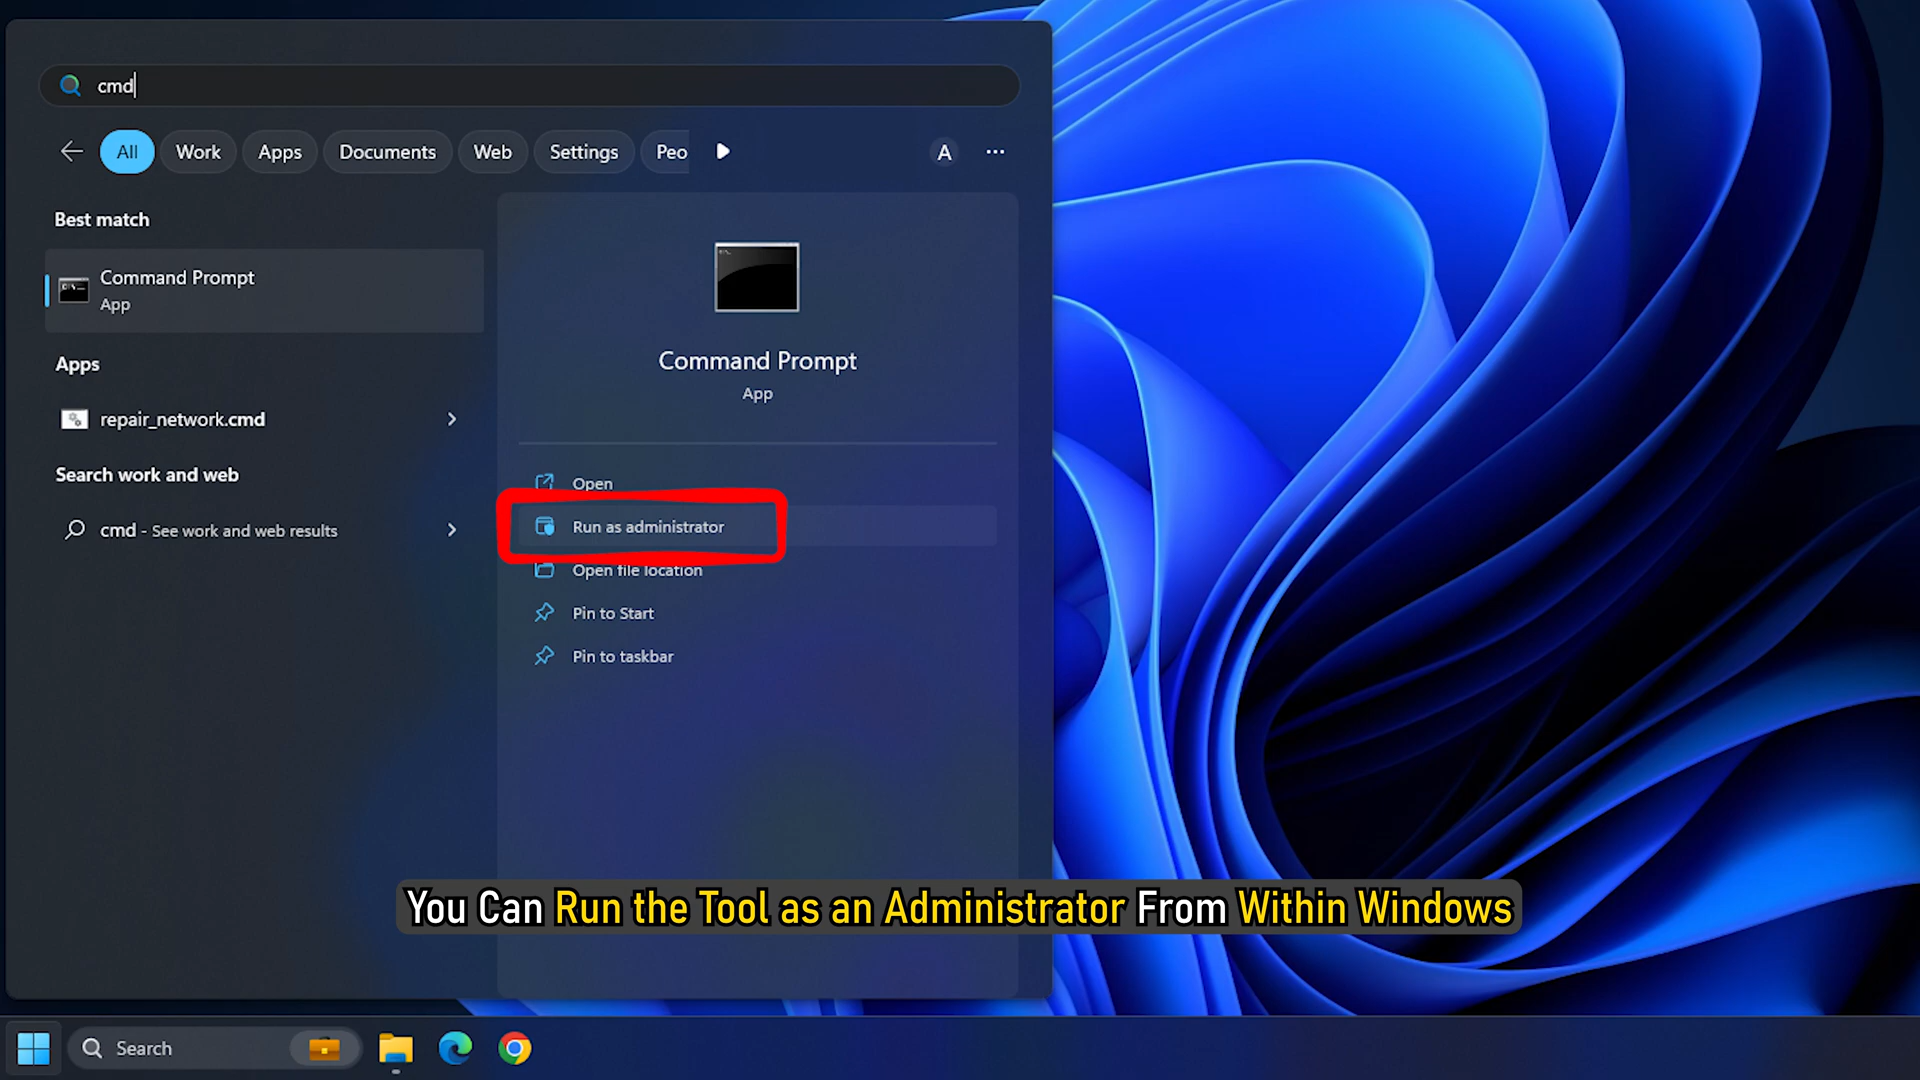 cmd
All
Work
Apps
Documents
Web
Settings
Peo
A
Best match
Command Prompt
App
Apps
repair_network.cmd
Search work and web
cmd - See work and web results
Command Prompt
App
Open
Run as administrator
Open file location
Pin to Start
Pin to taskbar
You Can Run the Tool as an Administrator From Within Windows
Search